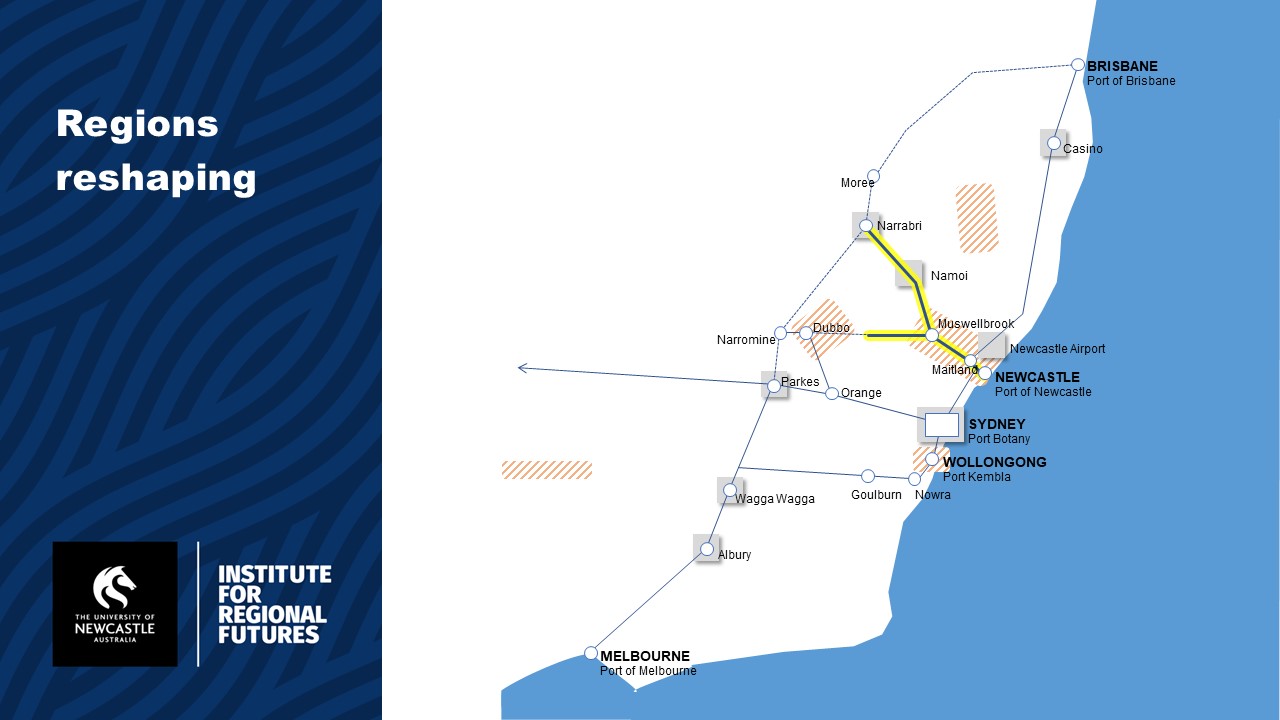 Regions
reshaping
THE UNIVERSITY OF
NEWCASTLE
AUSTRALIA
INSTITUTE
FOR
REGIONAL
FUTURES
BRISBANE
Port of Brisbane
Casino
Moree
Narrabri
Namoi
Muswellbrook
Dubbo
Narromine
Newcastle Airport
Maitland
NEWCASTLE
Port of Newcastle
Parkes
Orange
SYDNEY
Port Botany
WOLLONGONG
Port Kembla
Goulburn
Nowra
Wagga Wagga
Albury
MELBOURNE
Port of Melbourne